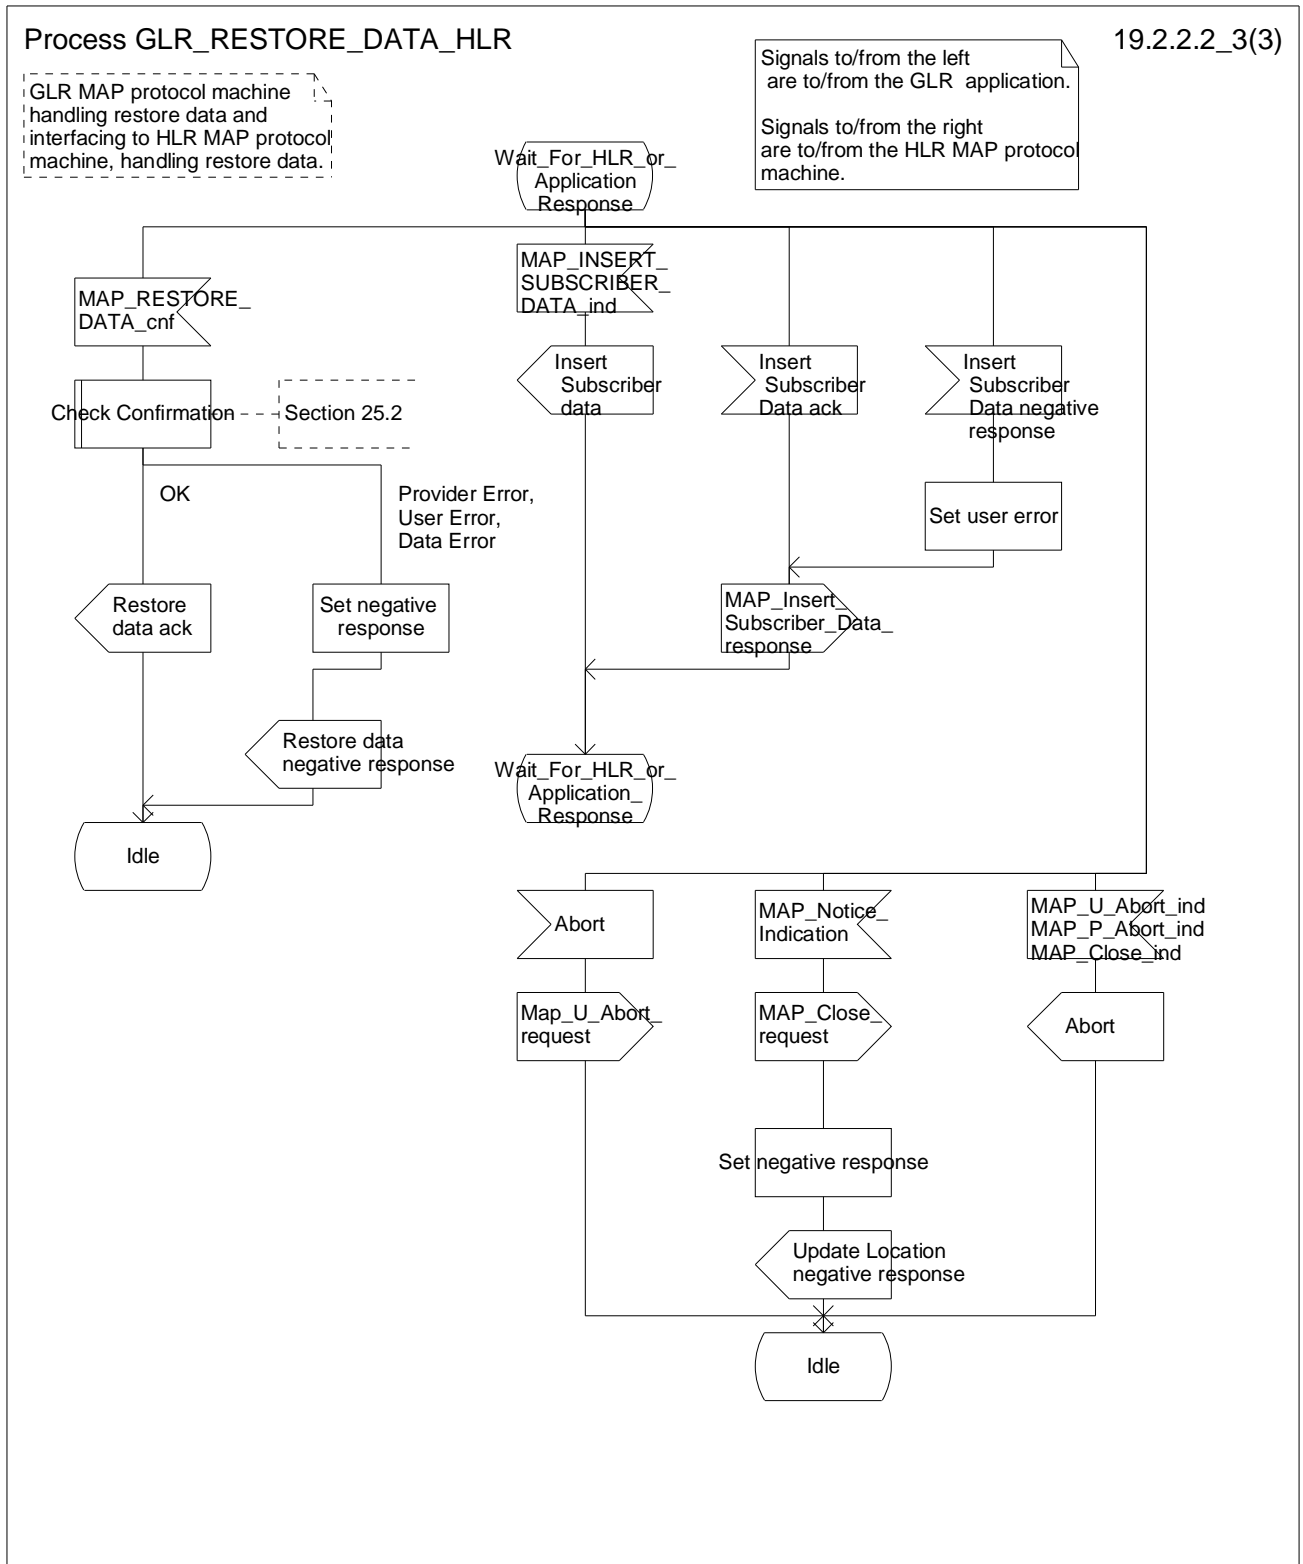 Process GLR_RESTORE_DATA_HLR
19.2.2.2_3(3)
GLR MAP protocol machine
handling restore data and
interfacing to HLR MAP protocol
machine, handling restore data.
Signals to/from the left
are to/from the GLR application.
Signals to/from the right
are to/from the HLR MAP protocol
machine.
Wait_For_HLR_or_
Application
Response
MAP_RESTORE_
DATA_cnf
MAP_INSERT_
SUBSCRIBER_
DATA_ind
Insert
Subscriber
data
Insert
Subscriber
Data ack
Insert
Subscriber
Data negative
response
Check Confirmation
Section 25.2
OK
Provider Error,
User Error,
Data Error
Set user error
Restore
data ack
Set negative
response
MAP_Insert_
Subscriber_Data_
response
Restore data
negative response
Wait_For_HLR_or_
Application_
Response
Idle
Abort
MAP_Notice_
Indication
MAP_U_Abort_ind
MAP_P_Abort_ind
MAP_Close_ind
Map_U_Abort_
request
MAP_Close_
request
Abort
Set negative response
Update Location
negative response
Idle